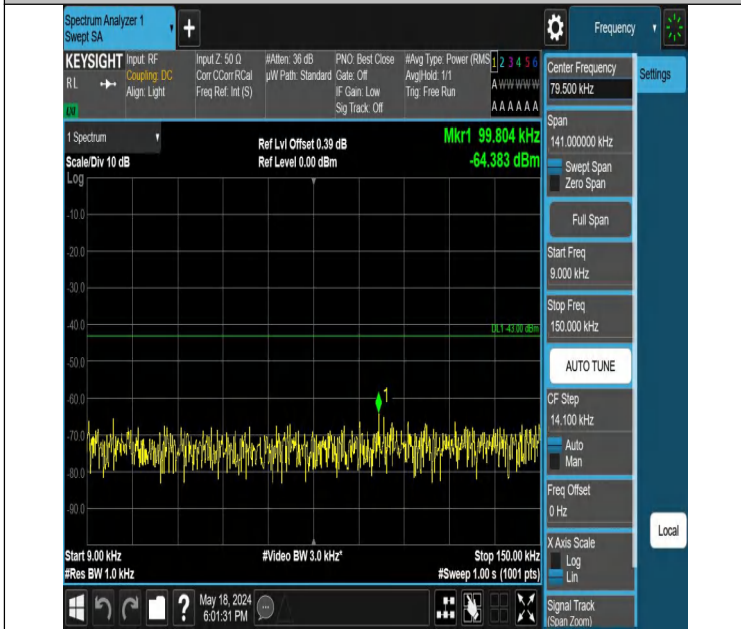 Spectrum Analyzer 1
Swept SA
+
Frequency
KEYSIGHT
RL
Input: RF
Coupling: DC
Align: Light
Input Z: 50 Ω
Corr CCorr RCal
Freq Ref: Int (S)
#Atten: 36 dB
µW Path: Standard
PNO: Best Close
Gate: Off
IF Gain: Low
Sig Track: Off
#Avg Type: Power (RMS
Avg|Hold: 1/1
Trig: Free Run
1 2 3 4 5 6
A W W W W W
A A A A A A
1 Spectrum
Scale/Div 10 dB
Log
Ref Lvl Offset 0.39 dB
Ref Level 0.00 dBm
Mkr1 99.804 kHz
-64.383 dBm
-10.0
-20.0
-30.0
-40.0
DL1 -43.00 dBm
-50.0
-60.0
1
-70.0
-80.0
-90.0
Start 9.00 kHz
#Res BW 1.0 kHz
#Video BW 3.0 kHz*
Stop 150.00 kHz
#Sweep 1.00 s (1001 pts)
Center Frequency
79.500 kHz
Settings
Span
141.000000 kHz
Swept Span
Zero Span
Full Span
Start Freq
9.000 kHz
Stop Freq
150.000 kHz
AUTO TUNE
CF Step
14.100 kHz
Auto
Man
Freq Offset
0 Hz
X Axis Scale
Log
Lin
Local
Signal Track
(Span Zoom)
?
May 18, 2024
6:01:31 PM